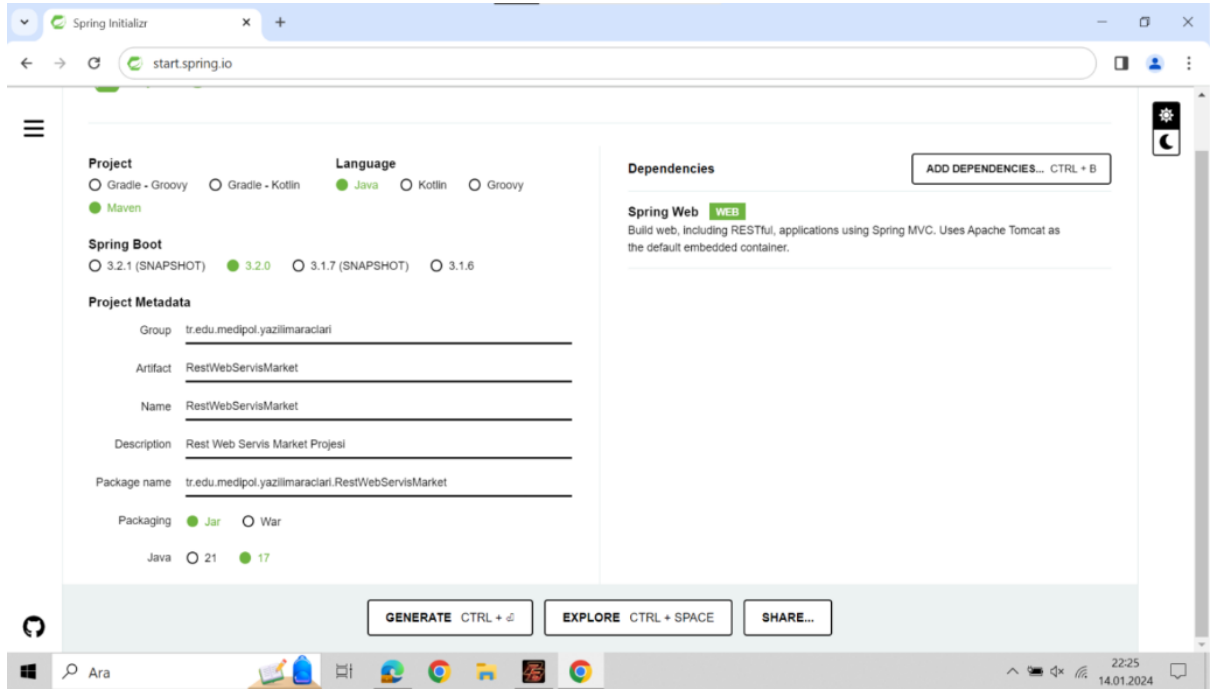 Spring Initializr
start.spring.io
Project
Gradle - Groovy Gradle - Kotlin
Maven
Language
Java Kotlin Groovy
Spring Boot
3.2.1 (SNAPSHOT) 3.2.0 3.1.7 (SNAPSHOT) 3.1.6
Project Metadata
Group tr.edu.medipol.yazilimaraclari
Artifact RestWebServisMarket
Name RestWebServisMarket
Description Rest Web Servis Market Projesi
Package name tr.edu.medipol.yazilimaraclari.RestWebServisMarket
Packaging Jar War
Java 21 17
Dependencies
ADD DEPENDENCIES... CTRL + B
Spring Web WEB
Build web, including RESTful, applications using Spring MVC. Uses Apache Tomcat as
the default embedded container.
GENERATE CTRL + ⏎
EXPLORE CTRL + SPACE
SHARE...
Ara
22:25
14.01.2024